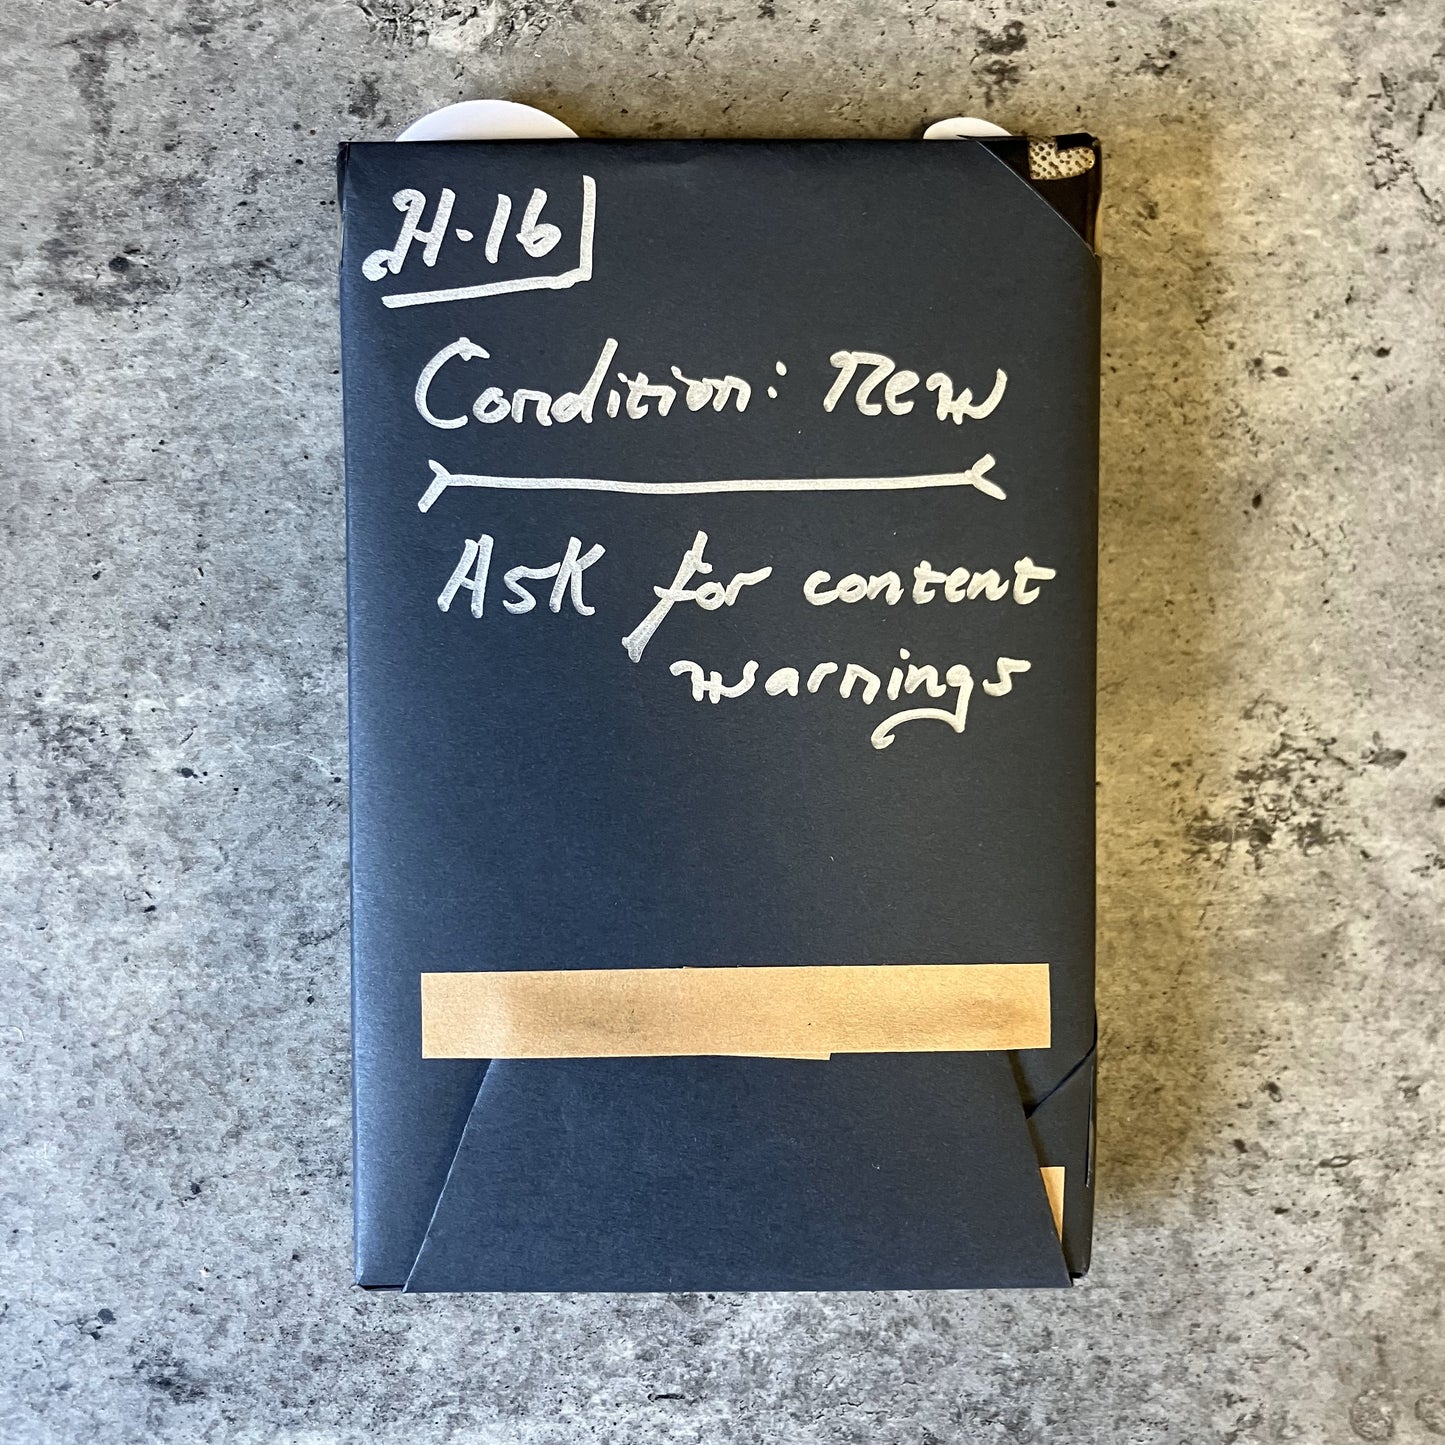 H-16
Condition: New
Ask for content
warnings